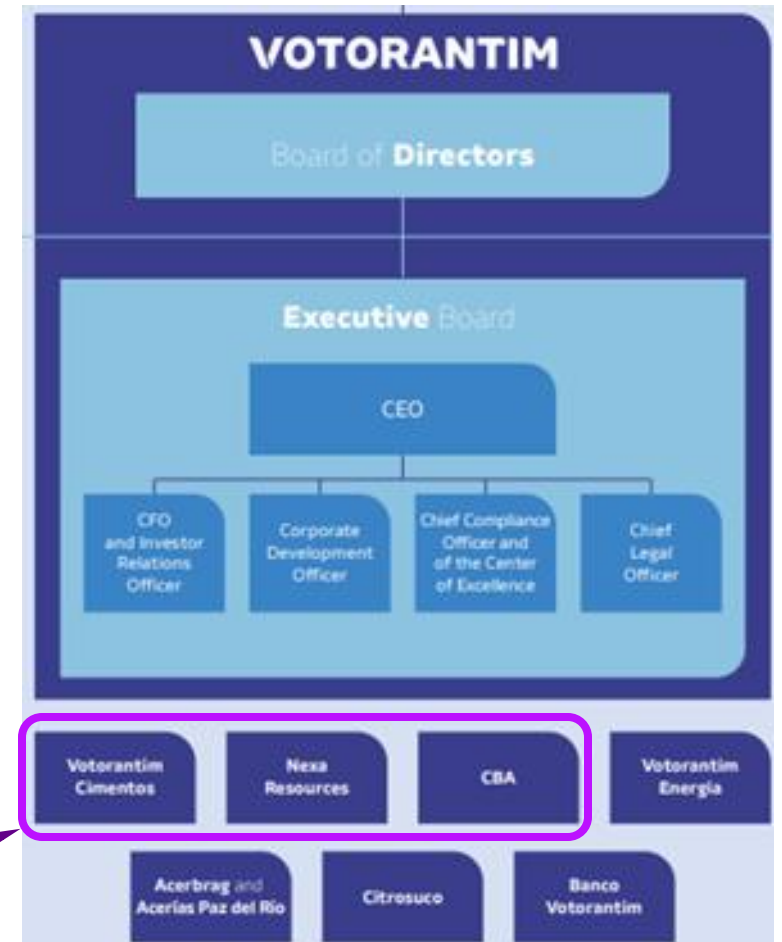 VOTORANTIM
Board of Directors
Executive Board
CEO
CFO
and Investor
Relations
Officer
Corporate
Development
Officer
Chief Compliance
Officer and
of the Center
of Excellence
Chief
Legal
Officer
Votorantim
Cimentos
Nexa
Resources
CBA
Votorantim
Energia
Acerbrag and
Acerías Paz del Río
Citrosuco
Banco
Votorantim